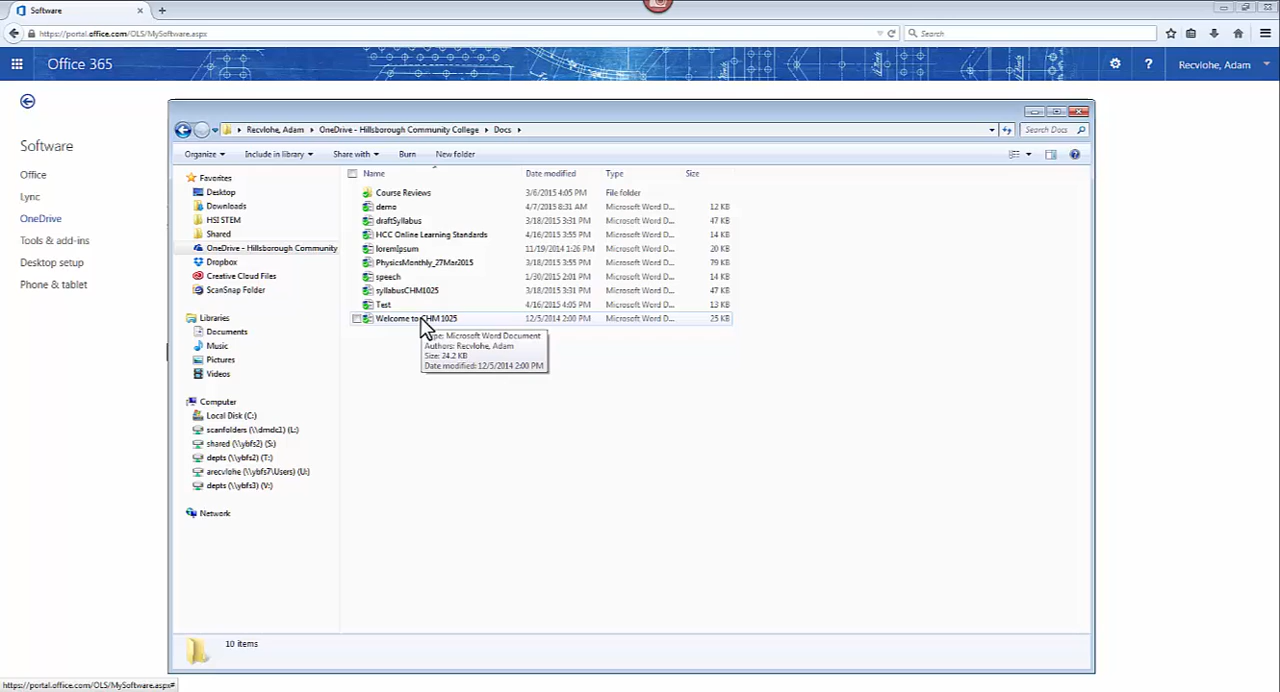 Software
https://portal.office.com/OLS/MySoftware.aspx
Search
Office 365
Recvlohe, Adam
Software
Office
Lync
OneDrive
Tools & add-ins
Desktop setup
Phone & tablet
Recvlohe, Adam OneDrive - Hillsborough Community College Docs
Search Docs
Organize Include in library Share with Burn New folder
Favorites
Desktop
Downloads
HSI STEM
Shared
OneDrive - Hillsborough Community
Dropbox
Creative Cloud Files
ScanSnap Folder
Libraries
Documents
Music
Pictures
Videos
Computer
Local Disk (C:)
scanfolders (\\dmdc1) (L:)
shared (\\ybfs2) (S:)
depts (\\ybfs2) (T:)
arecvlohe (\\ybfs7\Users) (U:)
depts (\\ybfs3) (V:)
Network
Name Date modified Type Size
Course Reviews 3/6/2015 4:05 PM File folder
demo 4/7/2015 8:31 AM Microsoft Word D... 12 KB
draftSyllabus 3/18/2015 3:31 PM Microsoft Word D... 47 KB
HCC Online Learning Standards 4/16/2015 3:55 PM Microsoft Word D... 14 KB
loremIpsum 11/19/2014 1:26 PM Microsoft Word D... 20 KB
PhysicsMonthly_27Mar2015 3/18/2015 3:55 PM Microsoft Word D... 79 KB
speech 1/30/2015 2:01 PM Microsoft Word D... 14 KB
syllabusCHM1025 3/18/2015 3:31 PM Microsoft Word D... 47 KB
Test 4/16/2015 4:05 PM Microsoft Word D... 13 KB
Welcome to CHM 1025 12/5/2014 2:00 PM Microsoft Word D... 25 KB
Type: Microsoft Word Document
Authors: Recvlohe, Adam
Size: 24.2 KB
Date modified: 12/5/2014 2:00 PM
10 items
https://portal.office.com/OLS/MySoftware.aspx#